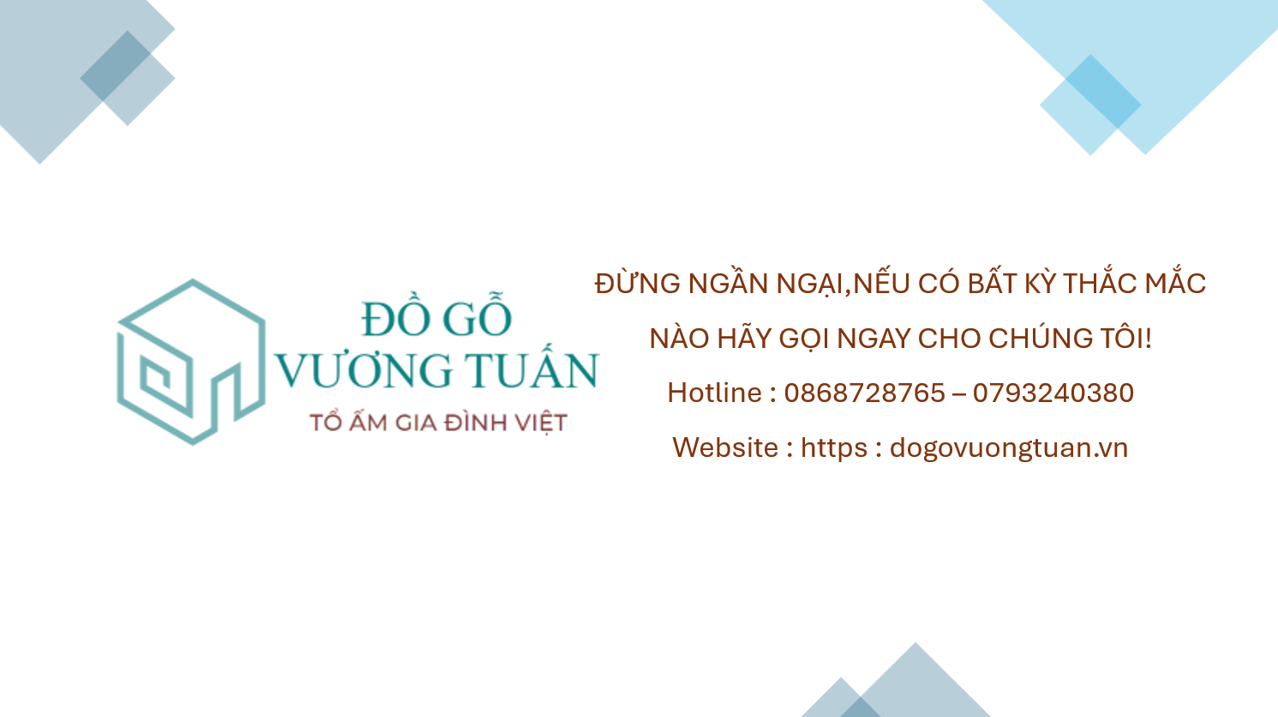 ĐỒ GỖ
VƯƠNG TUẤN
TỔ ẤM GIA ĐÌNH VIỆT
ĐỪNG NGẦN NGẠI,NẾU CÓ BẤT KỲ THẮC MẮC
NÀO HÃY GỌI NGAY CHO CHÚNG TÔI!
Hotline : 0868728765 – 0793240380
Website : https : dogovuongtuan.vn